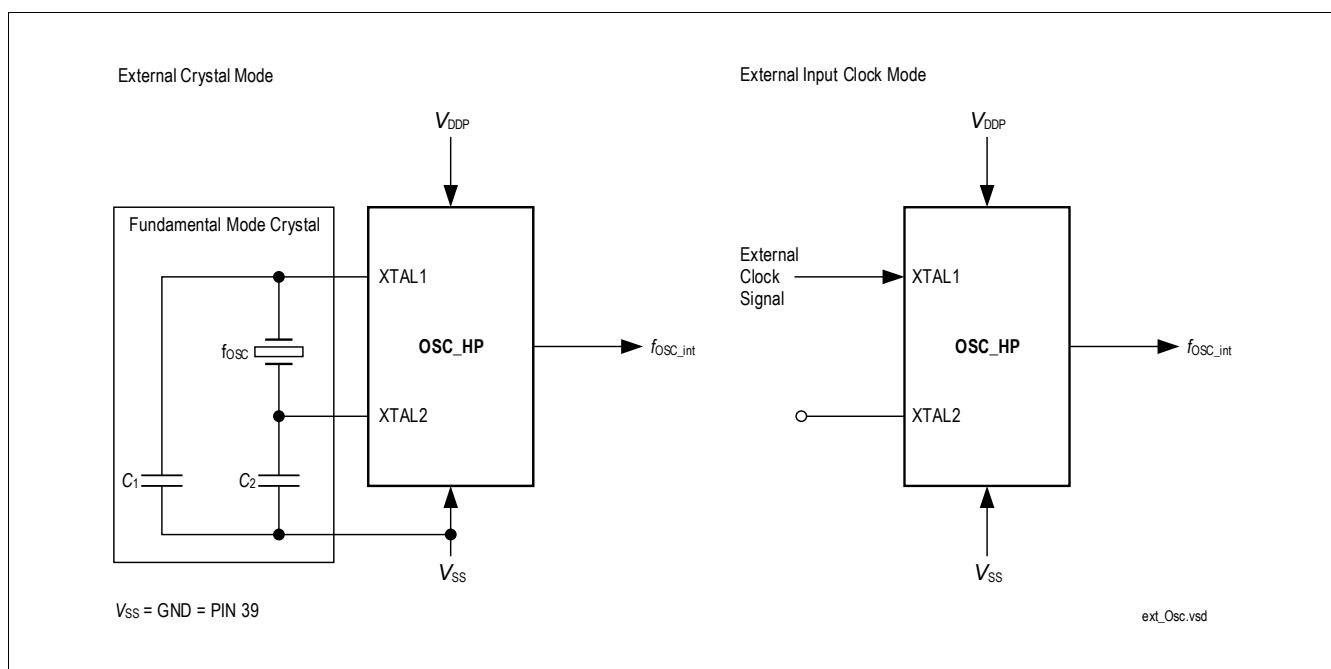 External Crystal Mode
External Input Clock Mode
VDDP
VDDP
Fundamental Mode Crystal
External
Clock
Signal
XTAL1
XTAL1
fOSC
OSC_HP
fOSC_int
OSC_HP
fOSC_int
XTAL2
XTAL2
C1
C2
VSS
VSS
VSS = GND = PIN 39
ext_Osc.vsd